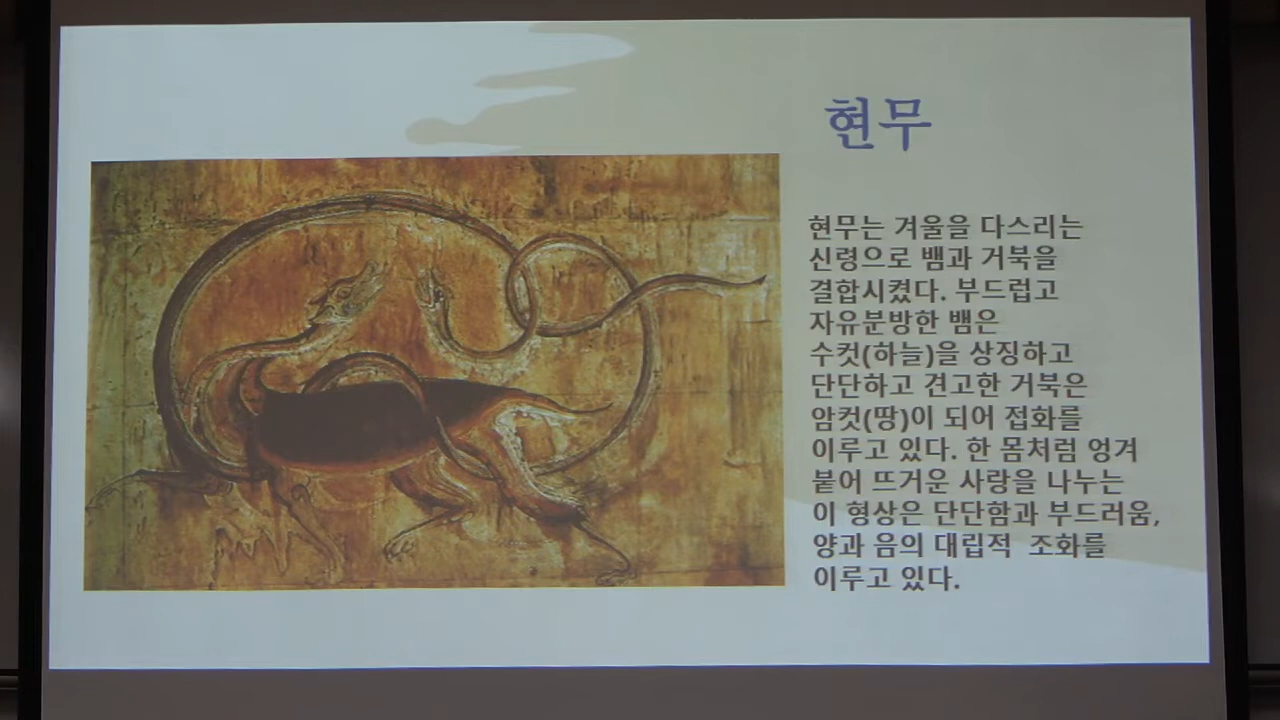 현무
현무는 겨울을 다스리는
신령으로 뱀과 거북을
결합시켰다. 부드럽고
자유분방한 뱀은
수컷(하늘)을 상징하고
단단하고 견고한 거북은
암컷(땅)이 되어 접화를
이루고 있다. 한 몸처럼 엉겨
붙어 뜨거운 사랑을 나누는
이 형상은 단단함과 부드러움,
양과 음의 대립적 조화를
이루고 있다.